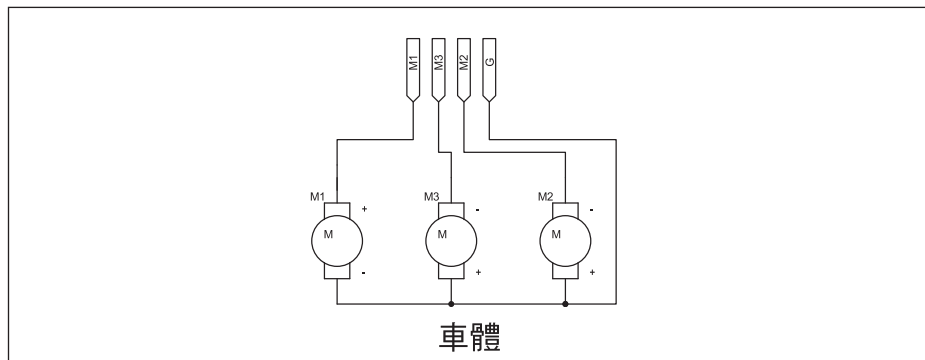 M1 M3 M2 G
M1 M3 M2
+ - -
M M M
- + +
車體